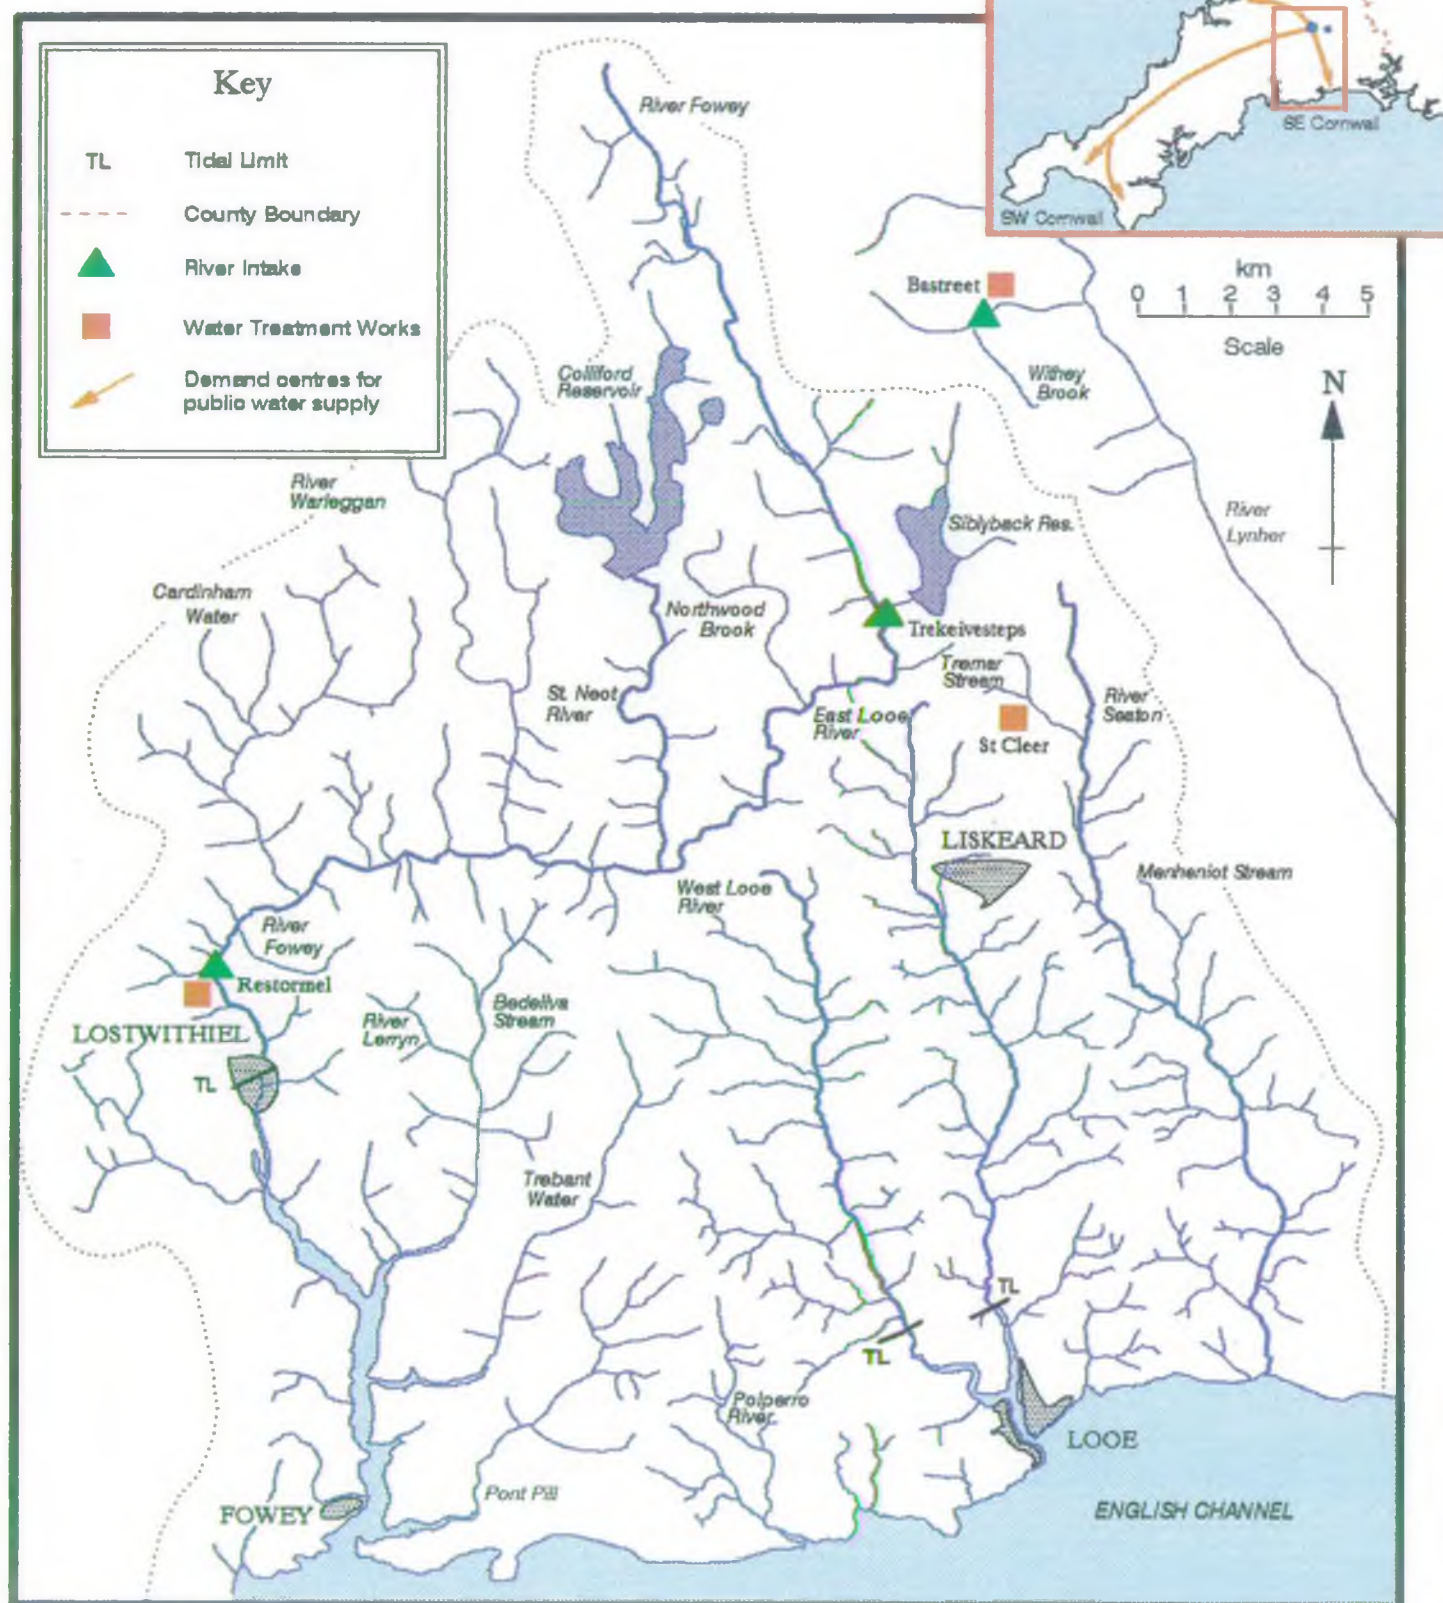 Key
TL Tidal Limit
County Boundary
River Intake
Water Treatment Works
Demand centres for
public water supply
SE Cornwall
SW Cornwall
km
0 1 2 3 4 5
Scale
N
River Fowey
Bastreet
Withey
Brook
River
Lynher
Colliford
Reservoir
River
Warleggan
Siblyback Res.
Cardinham
Water
Northwood
Brook
Trekeivesteps
Tremar
Stream
St. Neot
River
East Looe
River
River
Seaton
St Cleer
LISKEARD
Menheniot Stream
West Looe
River
River
Fowey
Restormel
LOSTWITHIEL
TL
River
Lerryn
Bedellva
Stream
Trebant
Water
TL
TL
Polperro
River
LOOE
Pont Pill
FOWEY
ENGLISH CHANNEL